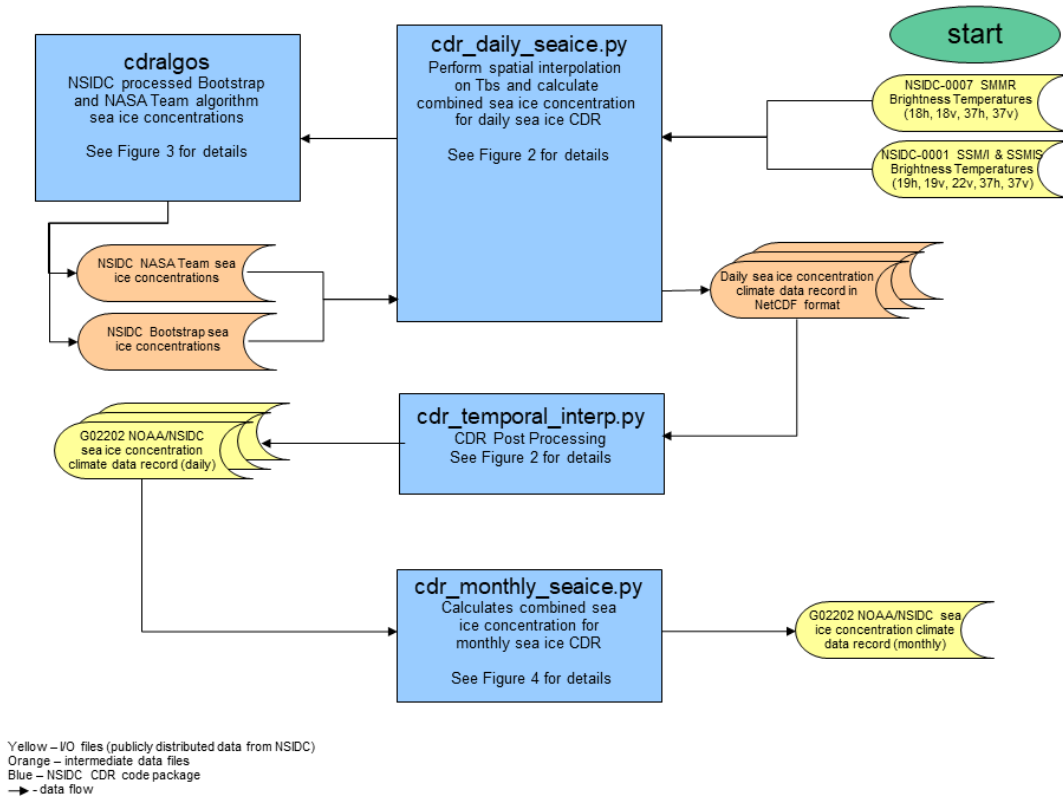 start
cdralgos
NSIDC processed Bootstrap
and NASA Team algorithm
sea ice concentrations
See Figure 3 for details
cdr_daily_seaice.py
Perform spatial interpolation
on Tbs and calculate
combined sea ice concentration
for daily sea ice CDR
See Figure 2 for details
NSIDC-0007 SMMR
Brightness Temperatures
(18h, 18v, 37h, 37v)
NSIDC-0001 SSM/I & SSMIS
Brightness Temperatures
(19h, 19v, 22v, 37h, 37v)
NSIDC NASA Team sea
ice concentrations
NSIDC Bootstrap sea
ice concentrations
Daily sea ice concentration
climate data record in
NetCDF format
cdr_temporal_interp.py
CDR Post Processing
See Figure 2 for details
G02202 NOAA/NSIDC
sea ice concentration
climate data record (daily)
cdr_monthly_seaice.py
Calculates combined sea
ice concentration for
monthly sea ice CDR
See Figure 4 for details
G02202 NOAA/NSIDC sea
ice concentration climate
data record (monthly)
Yellow – I/O files (publicly distributed data from NSIDC)
Orange – intermediate data files
Blue – NSIDC CDR code package
- data flow